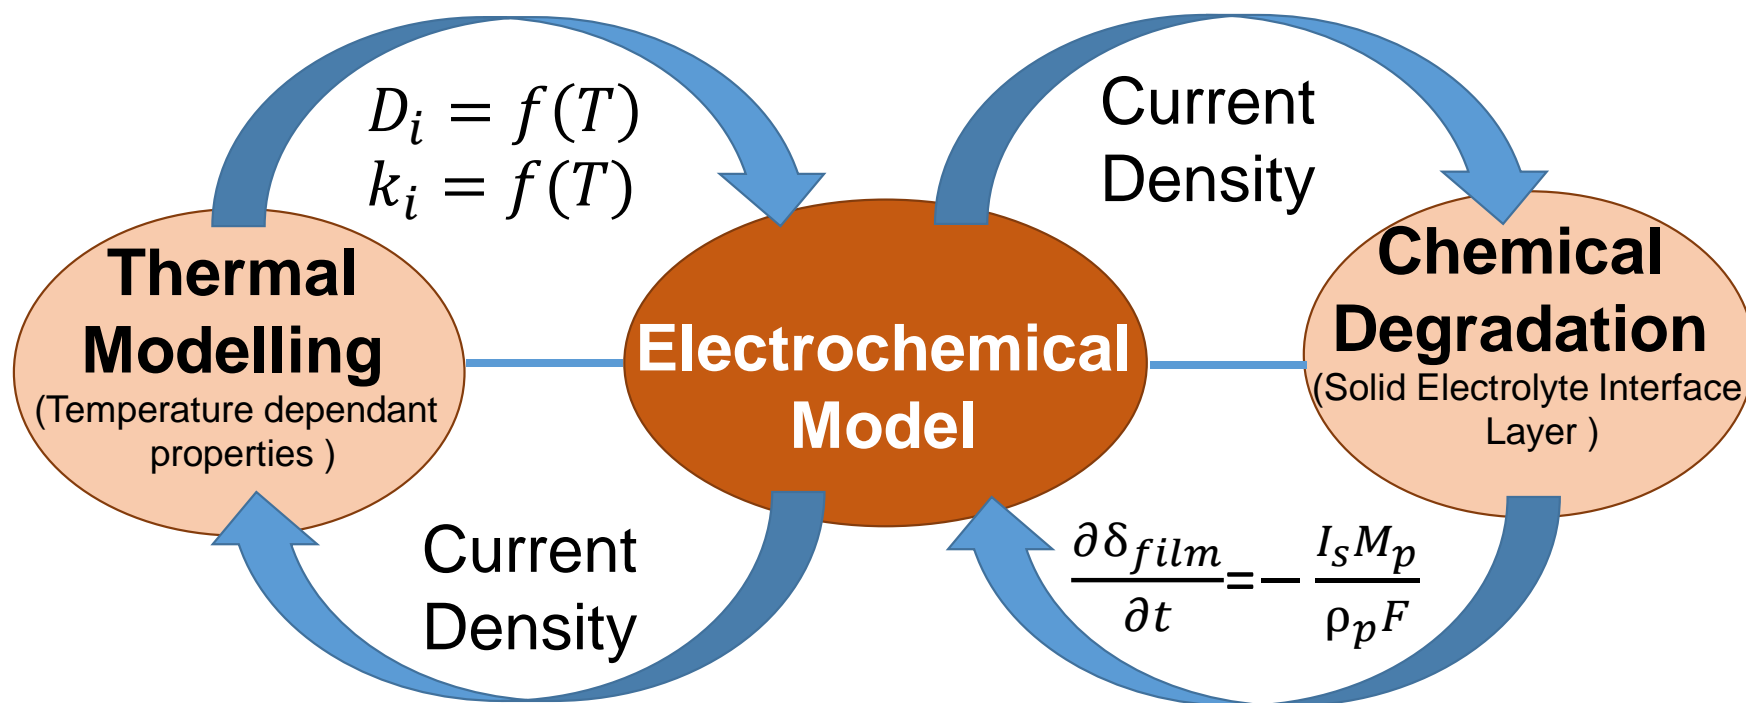 D_i = f(T)
k_i = f(T)
Current
Density
Thermal
Modelling
(Temperature dependant
properties )
Electrochemical
Model
Chemical
Degradation
(Solid Electrolyte Interface
Layer )
Current
Density
∂δ_film/∂t = − I_s M_p/ρ_p F